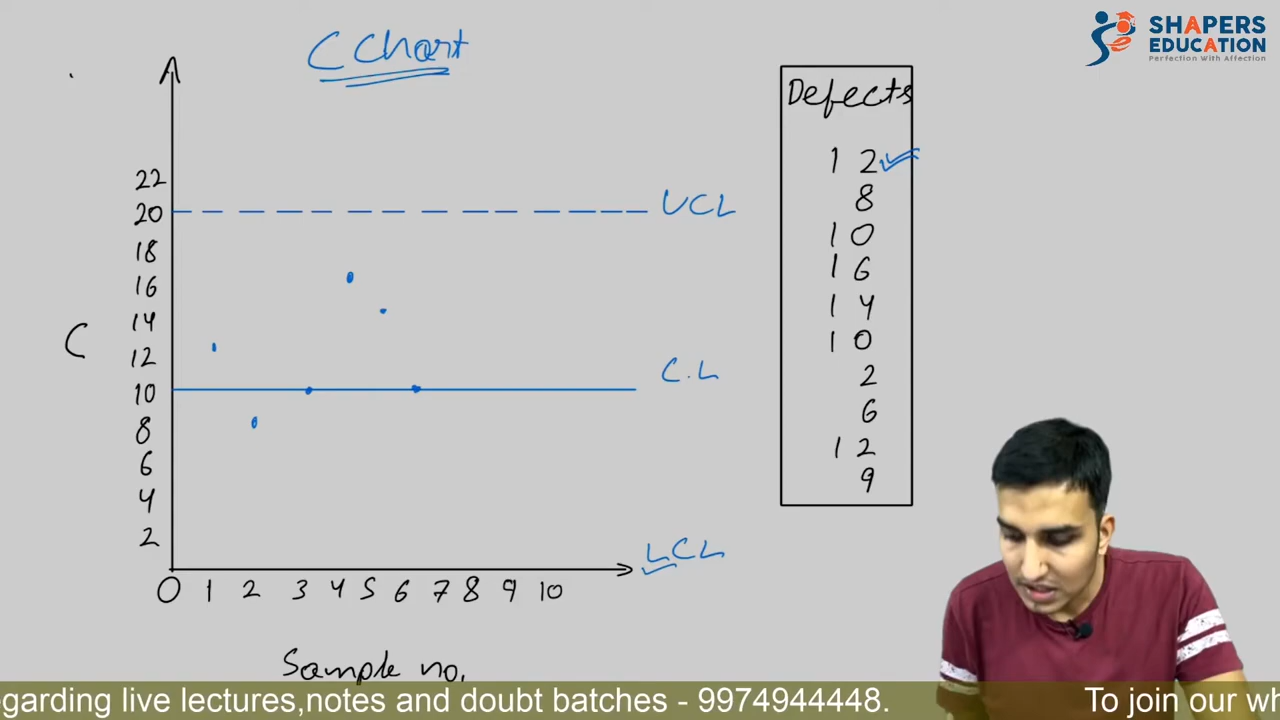 C Chart
SHAPERS
EDUCATION
Perfection With Affection
Defects
12
8
10
16
14
10
2
6
12
9
22
20
18
16
14
12
10
8
6
4
2
C
UCL
C.L
LCL
0 1 2 3 4 5 6 7 8 9 10
Sample no.
egarding live lectures,notes and doubt batches - 9974944448. To join our wh